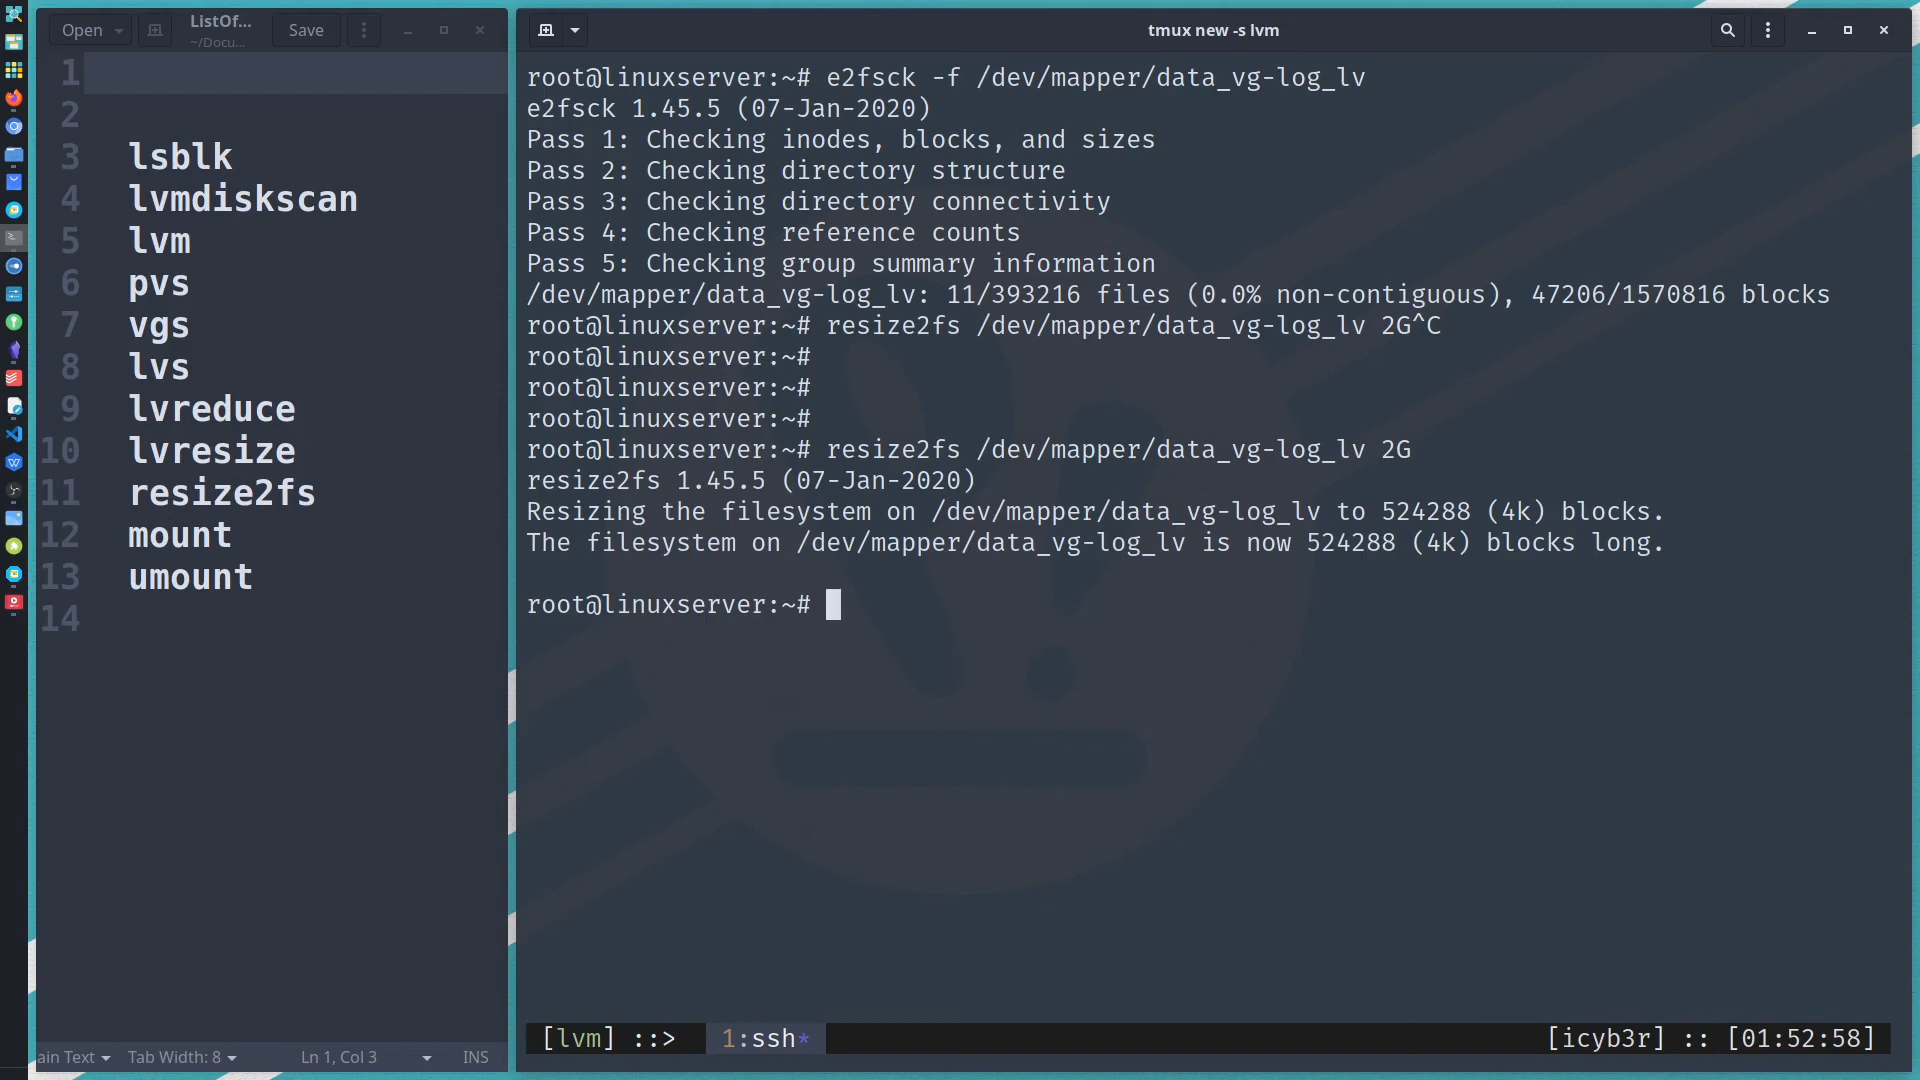 Open
ListOf...
~/Docu...
Save
1
2
3 lsblk
4 lvmdiskscan
5 lvm
6 pvs
7 vgs
8 lvs
9 lvreduce
10 lvresize
11 resize2fs
12 mount
13 umount
14
ain Text
Tab Width: 8
Ln 1, Col 3
INS
tmux new -s lvm
root@linuxserver:~# e2fsck -f /dev/mapper/data_vg-log_lv
e2fsck 1.45.5 (07-Jan-2020)
Pass 1: Checking inodes, blocks, and sizes
Pass 2: Checking directory structure
Pass 3: Checking directory connectivity
Pass 4: Checking reference counts
Pass 5: Checking group summary information
/dev/mapper/data_vg-log_lv: 11/393216 files (0.0% non-contiguous), 47206/1570816 blocks
root@linuxserver:~# resize2fs /dev/mapper/data_vg-log_lv 2G^C
root@linuxserver:~#
root@linuxserver:~#
root@linuxserver:~#
root@linuxserver:~# resize2fs /dev/mapper/data_vg-log_lv 2G
resize2fs 1.45.5 (07-Jan-2020)
Resizing the filesystem on /dev/mapper/data_vg-log_lv to 524288 (4k) blocks.
The filesystem on /dev/mapper/data_vg-log_lv is now 524288 (4k) blocks long.
root@linuxserver:~#
[lvm] ::> 1:ssh* [icyb3r] :: [01:52:58]